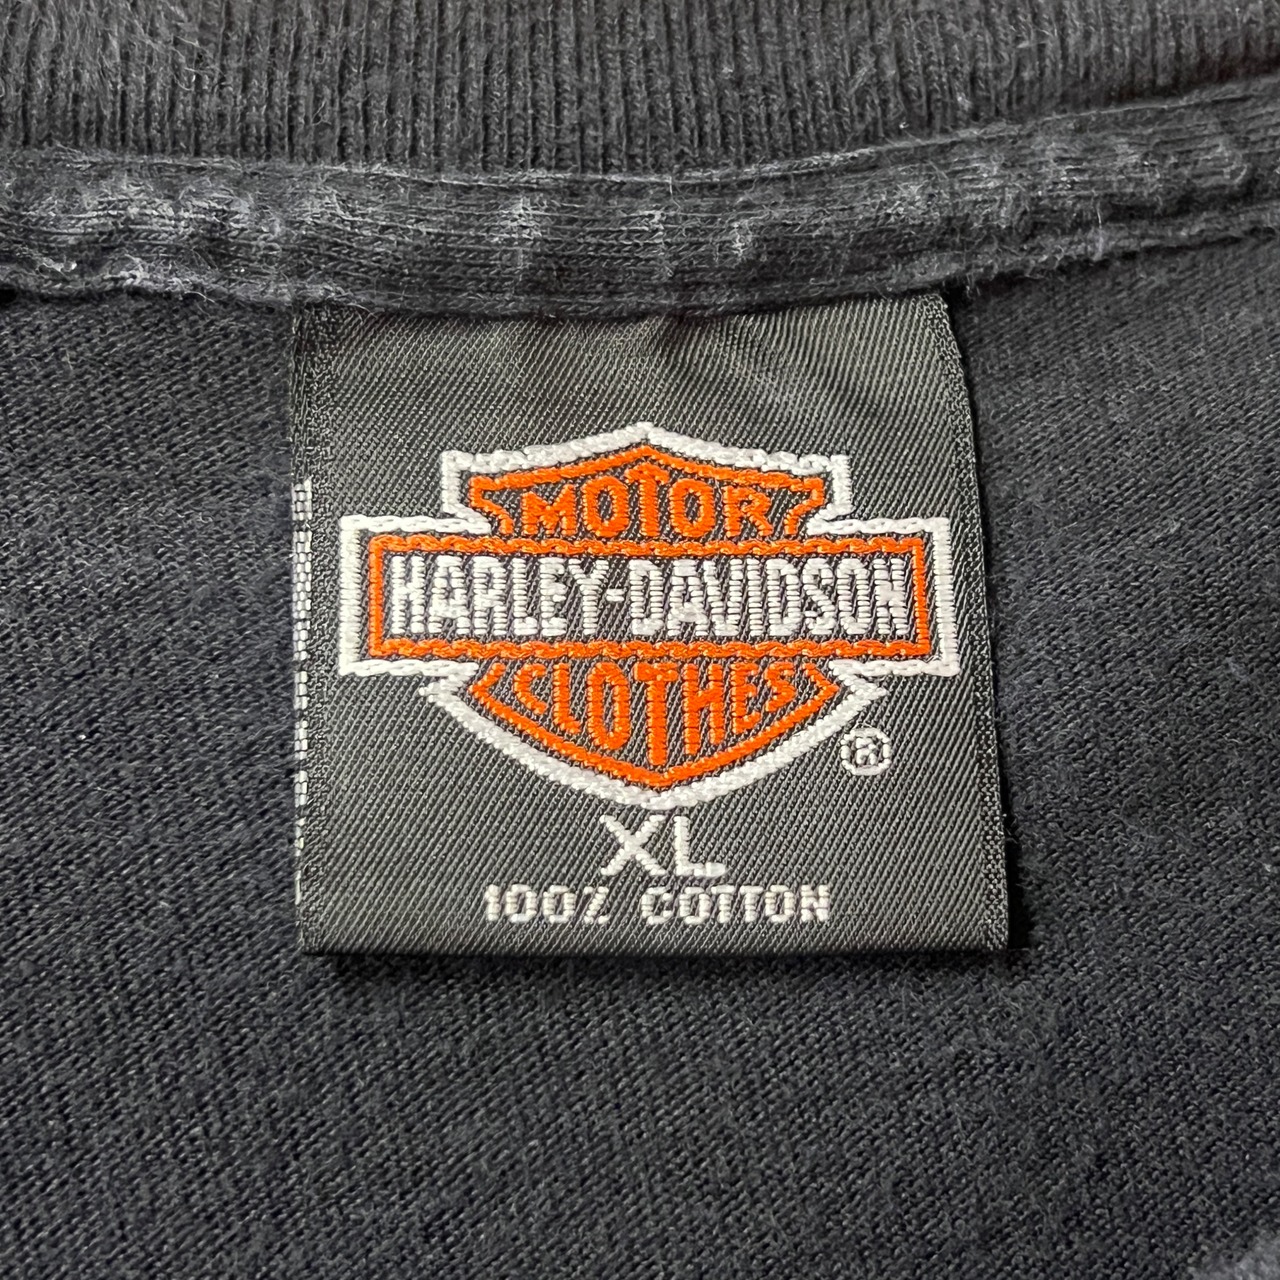 MOTOR
HARLEY-DAVIDSON
CLOTHES
®
XL
100% COTTON